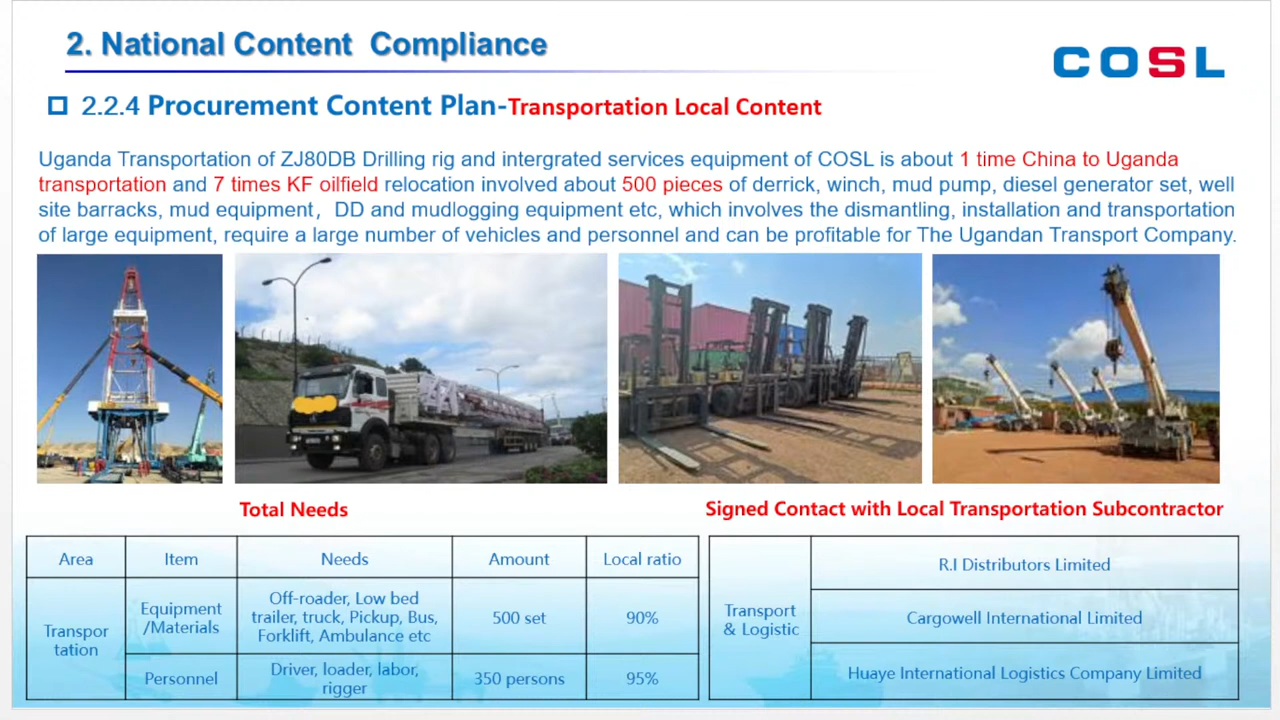 2. National Content Compliance
COSL
2.2.4 Procurement Content Plan-Transportation Local Content
Uganda Transportation of ZJ80DB Drilling rig and intergrated services equipment of COSL is about 1 time China to Uganda
transportation and 7 times KF oilfield relocation involved about 500 pieces of derrick, winch, mud pump, diesel generator set, well
site barracks, mud equipment，DD and mudlogging equipment etc, which involves the dismantling, installation and transportation
of large equipment, require a large number of vehicles and personnel and can be profitable for The Ugandan Transport Company.
Total Needs
Area Item Needs Amount Local ratio
Transpor
tation
Equipment
/Materials
Off-roader, Low bed
trailer, truck, Pickup, Bus,
Forklift, Ambulance etc
500 set
90%
Personnel
Driver, loader, labor,
rigger
350 persons
95%
Signed Contact with Local Transportation Subcontractor
Transport
& Logistic
R.I Distributors Limited
Cargowell International Limited
Huaye International Logistics Company Limited